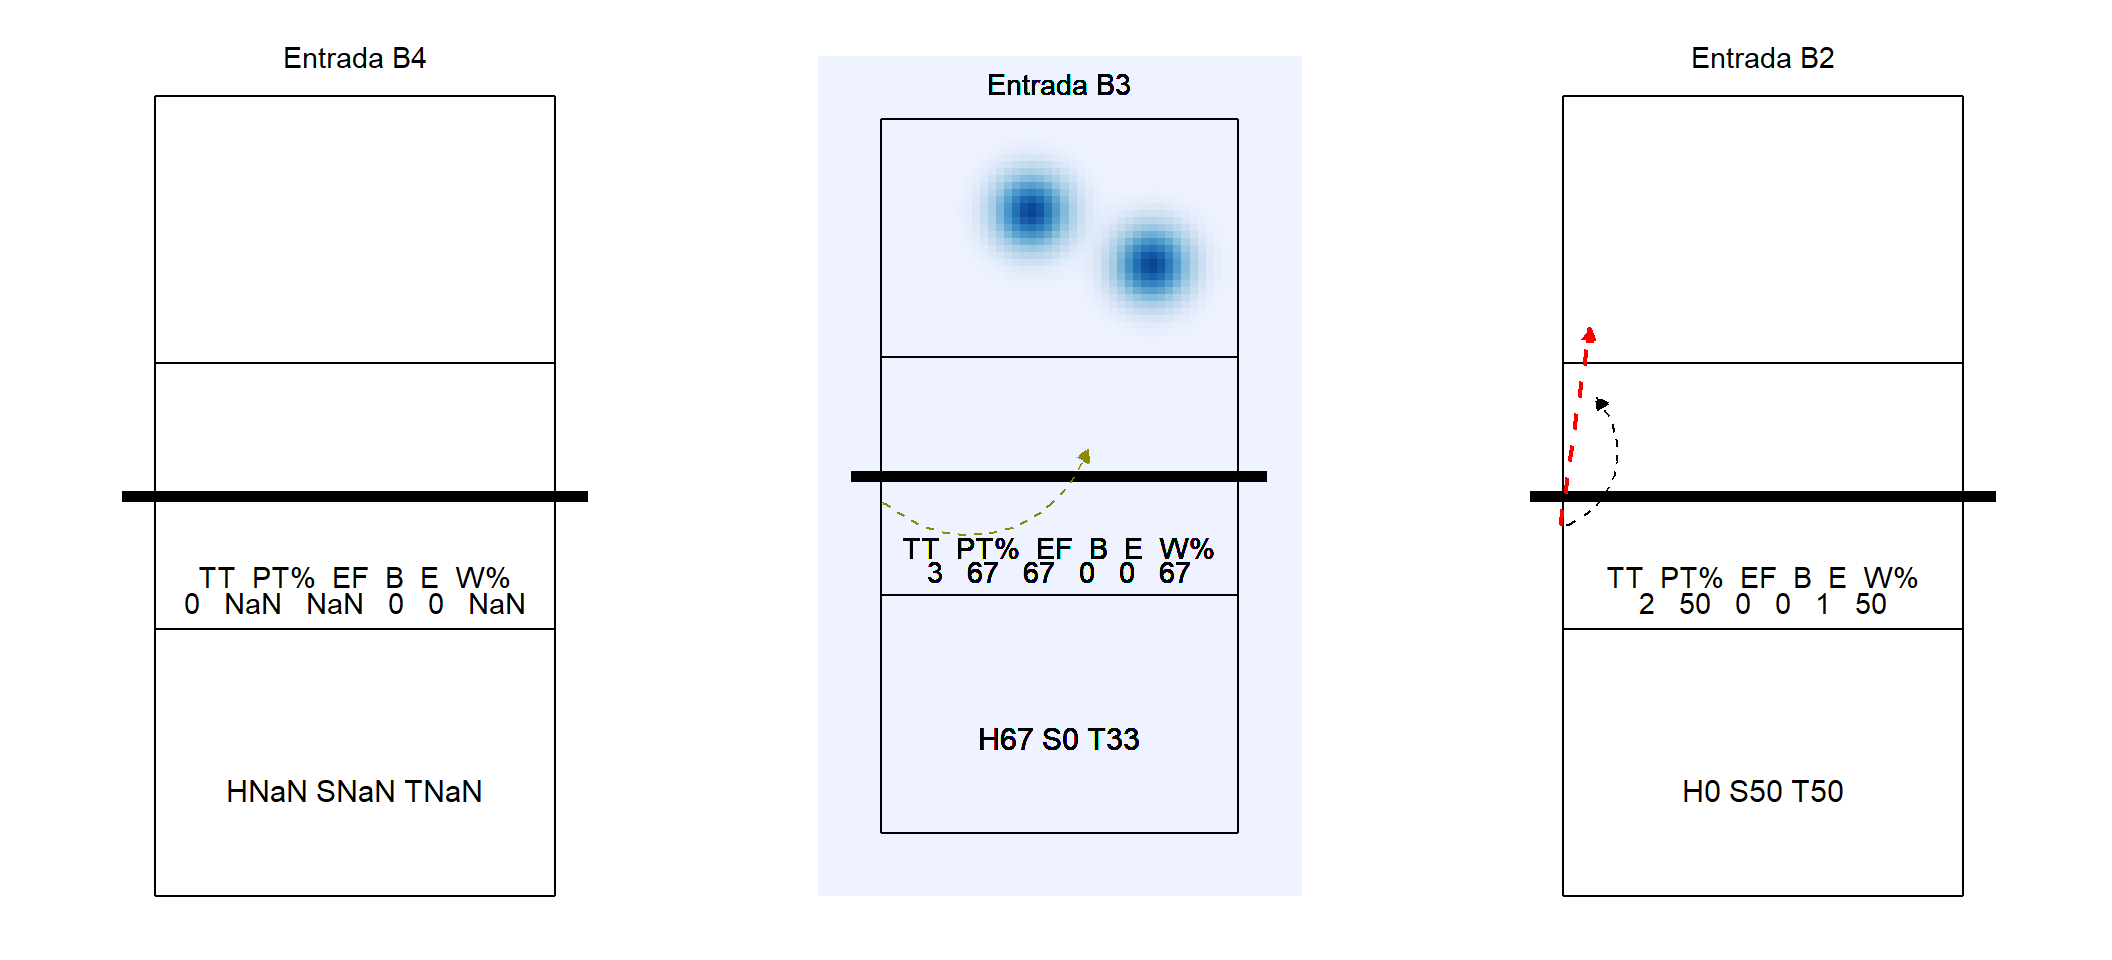 Entrada B4
TT PT% EF B E W%
0 NaN NaN 0 0 NaN
HNaN SNaN TNaN
Entrada B3
TT PT% EF B E W%
3 67 67 0 0 67
H67 S0 T33
Entrada B2
TT PT% EF B E W%
2 50 0 0 1 50
H0 S50 T50